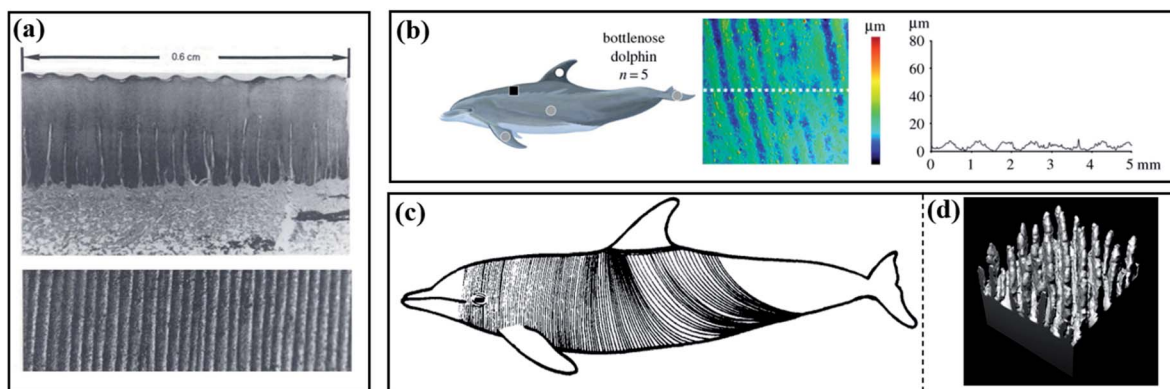 (a)
0.6 cm
(b)
bottlenose
dolphin
n = 5
μm
μm
80
60
40
20
0
0 1 2 3 4 5 mm
(c)
(d)